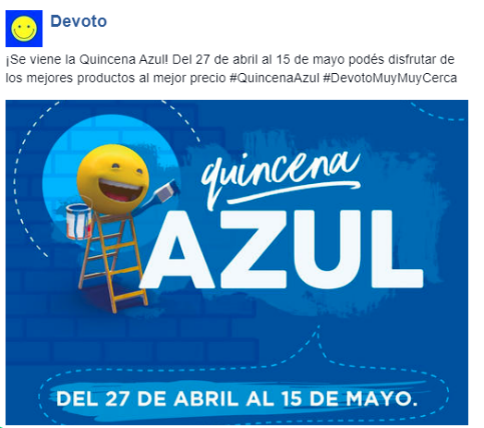 Devoto
¡Se viene la Quincena Azul! Del 27 de abril al 15 de mayo podés disfrutar de
los mejores productos al mejor precio #QuincenaAzul #DevotoMuyMuyCerca
quincena
AZUL
DEL 27 DE ABRIL AL 15 DE MAYO.